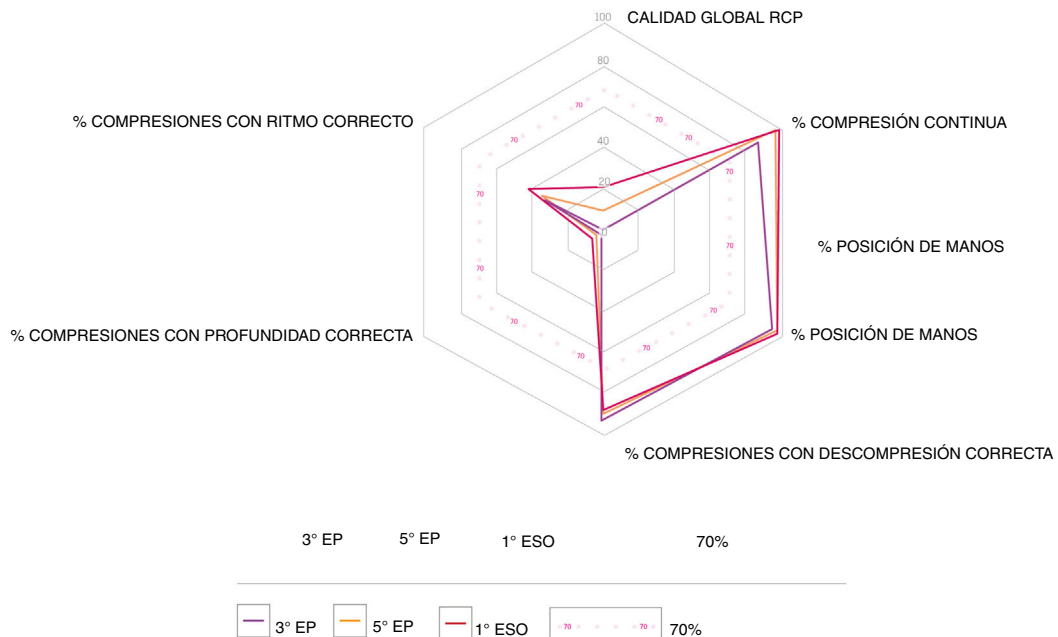 100
CALIDAD GLOBAL RCP
80
70
70
% COMPRESIONES CON RITMO CORRECTO
% COMPRESIÓN CONTINUA
70
70
40
70
20
70
70
0
70
% POSICIÓN DE MANOS
70
70
70
% COMPRESIONES CON PROFUNDIDAD CORRECTA
% POSICIÓN DE MANOS
70
70
% COMPRESIONES CON DESCOMPRESIÓN CORRECTA
3° EP 5° EP 1° ESO 70%
3° EP 5° EP 1° ESO 70 70 70%